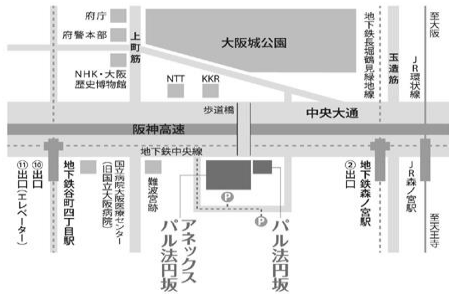 府庁
府警本部
NHK・大阪
歴史博物館
上町筋
大阪城公園
NTT
KKR
地下鉄長堀鶴見緑地線
玉造筋
JR環状線
至大阪
歩道橋
中央大通
阪神高速
地下鉄中央線
⑩出口
⑪出口(エレベーター)
地下鉄谷町四丁目駅
国立病院大阪医療センター
(旧国立大阪病院)
難波宮跡
P
P
アネックス
パル法円坂
パル法円坂
②出口
地下鉄森ノ宮駅
JR森ノ宮駅
至天王寺